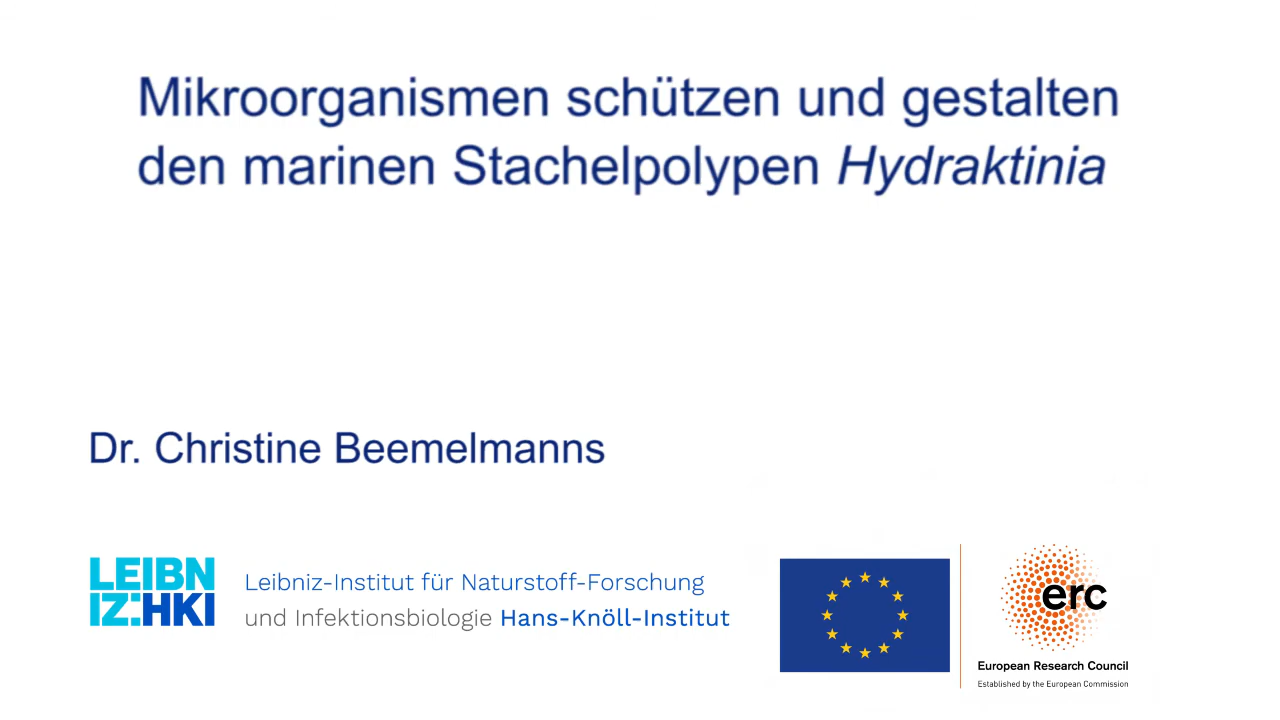 Mikroorganismen schützen und gestalten
den marinen Stachelpolypen Hydraktinia
Dr. Christine Beemelmanns
LEIBN
IZ:HKI
Leibniz-Institut für Naturstoff-Forschung
und Infektionsbiologie Hans-Knöll-Institut
erc
European Research Council
Established by the European Commission